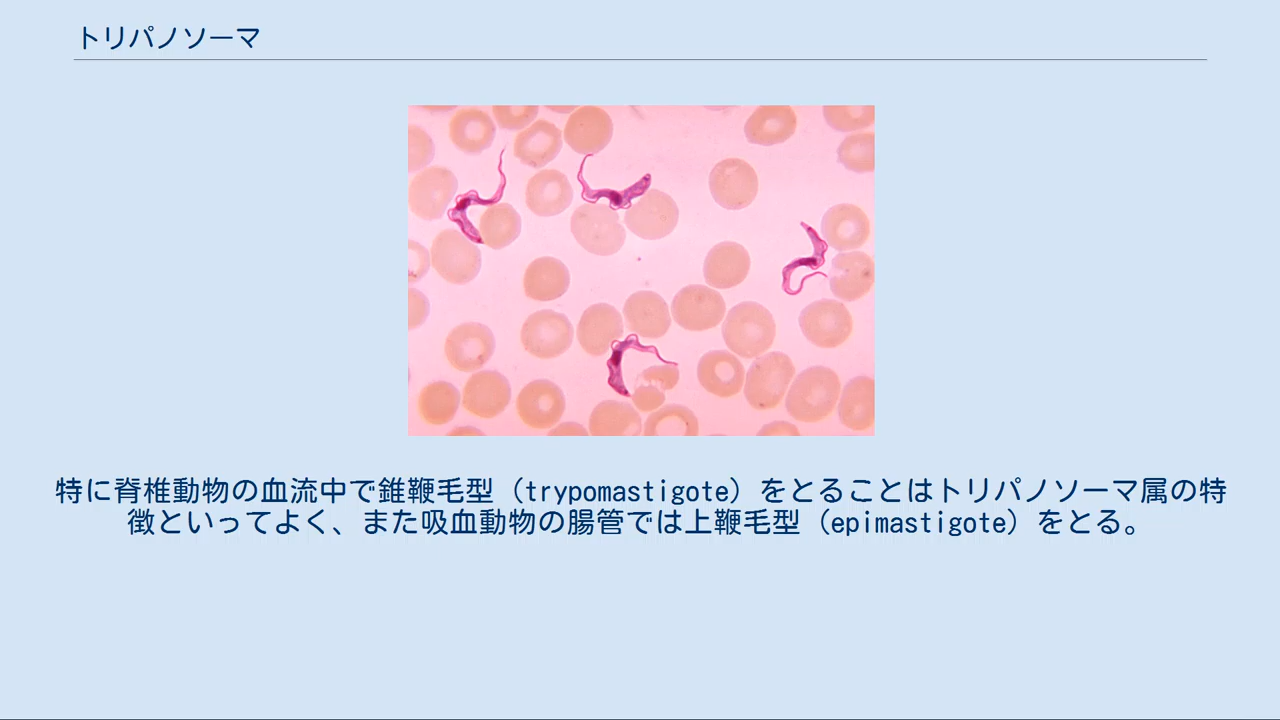 トリパノソーマ
特に脊椎動物の血流中で錐鞭毛型（trypomastigote）をとることはトリパノソーマ属の特
徴といってよく、また吸血動物の腸管では上鞭毛型（epimastigote）をとる。